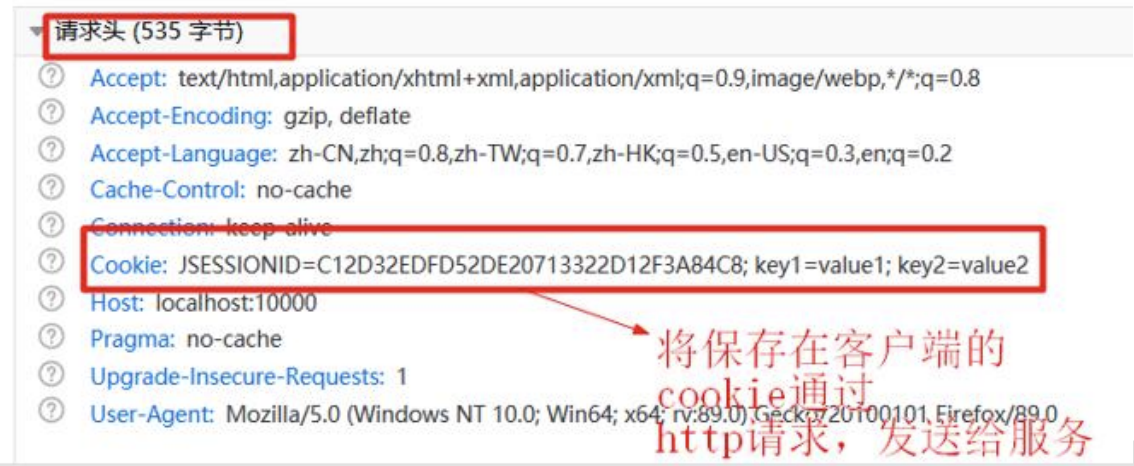 请求头 (535 字节)
Accept: text/html,application/xhtml+xml,application/xml;q=0.9,image/webp,*/*;q=0.8
Accept-Encoding: gzip, deflate
Accept-Language: zh-CN,zh;q=0.8,zh-TW;q=0.7,zh-HK;q=0.5,en-US;q=0.3,en;q=0.2
Cache-Control: no-cache
Connection: keep-alive
Cookie: JSESSIONID=C12D32EDFD52DE20713322D12F3A84C8; key1=value1; key2=value2
Host: localhost:10000
Pragma: no-cache
Upgrade-Insecure-Requests: 1
User-Agent: Mozilla/5.0 (Windows NT 10.0; Win64; x64; rv:89.0) Gecko/20100101 Firefox/89.0
将保存在客户端的
cookie通过
http请求，发送给服务